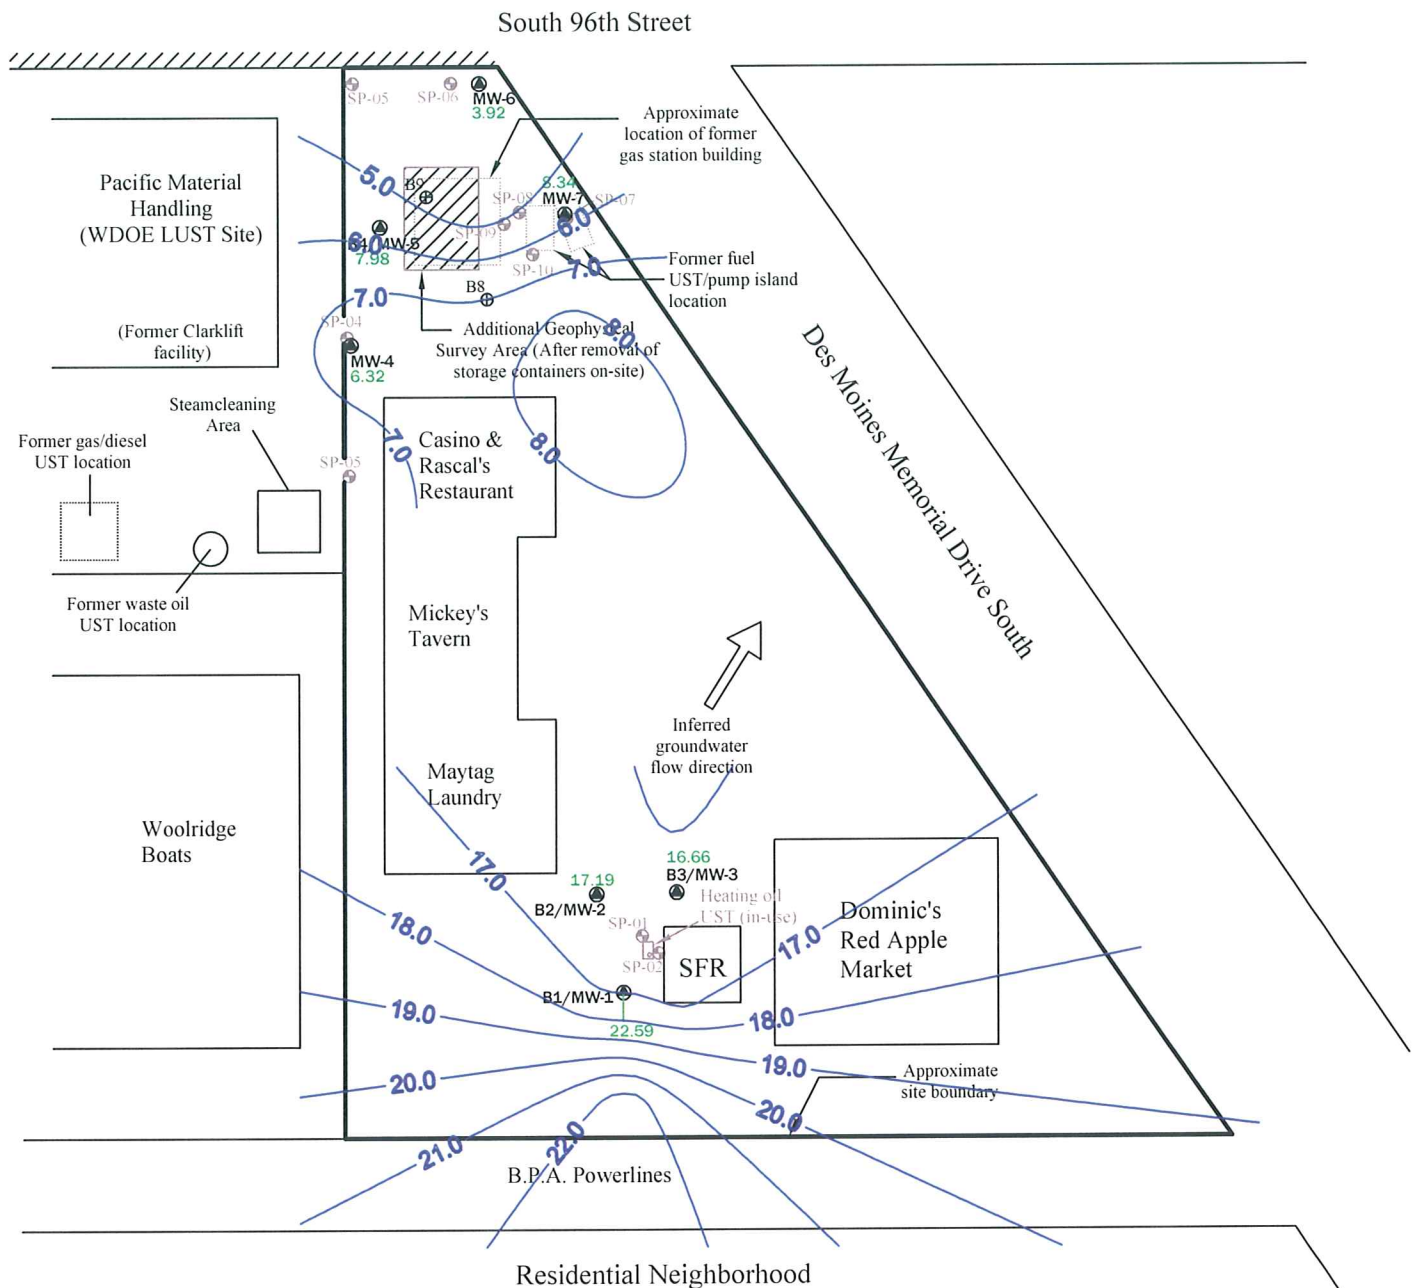 South 96th Street
SP-05
SP-06
MW-6
3.92
Approximate
location of former
gas station building
5.0
Pacific Material
Handling
(WDOE LUST Site)
B9
8.34
MW-7
SP-08
SP-07
SP-09
6.0
6.0
B4/MW-5
7.98
SP-10
7.0
Former fuel
UST/pump island
location
7.0
B8
SP-04
(Former Clarklift
facility)
MW-4
6.32
Additional Geophysical
Survey Area (After removal of
storage containers on-site)
8.0
Des Moines Memorial Drive South
Steamcleaning
Area
Former gas/diesel
UST location
7.0
Casino &
Rascal's
Restaurant
8.0
SP-05
Former waste oil
UST location
Mickey's
Tavern
Inferred
groundwater
flow direction
Maytag
Laundry
Woolridge
Boats
17.0
17.19
B2/MW-2
16.66
B3/MW-3
Heating oil
UST (in-use)
SP-01
SP-02
SFR
Dominic's
Red Apple
Market
17.0
18.0
B1/MW-1
22.59
18.0
19.0
19.0
20.0
Approximate
site boundary
20.0
21.0
22.0
B.P.A. Powerlines
Residential Neighborhood